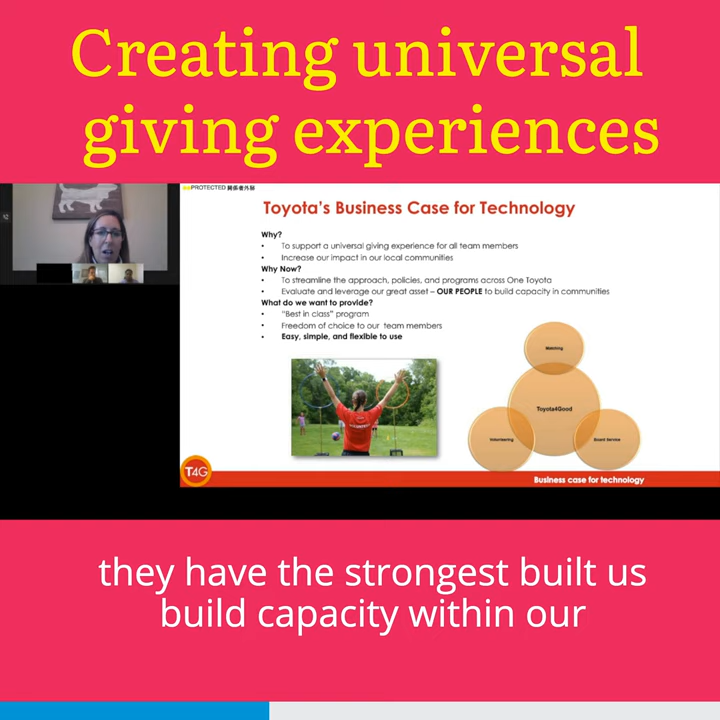 Creating universal
giving experiences
PROTECTED 関係者外秘
Toyota's Business Case for Technology
Why?
• To support a universal giving experience for all team members
• Increase our impact in our local communities
Why Now?
• To streamline the approach, policies, and programs across One Toyota
• Evaluate and leverage our great asset – OUR PEOPLE to build capacity in communities
What do we want to provide?
• "Best in class" program
• Freedom of choice to our team members
• Easy, simple, and flexible to use
Matching
Toyota4Good
Volunteering
Board Service
T4G
Business case for technology
they have the strongest built us
build capacity within our